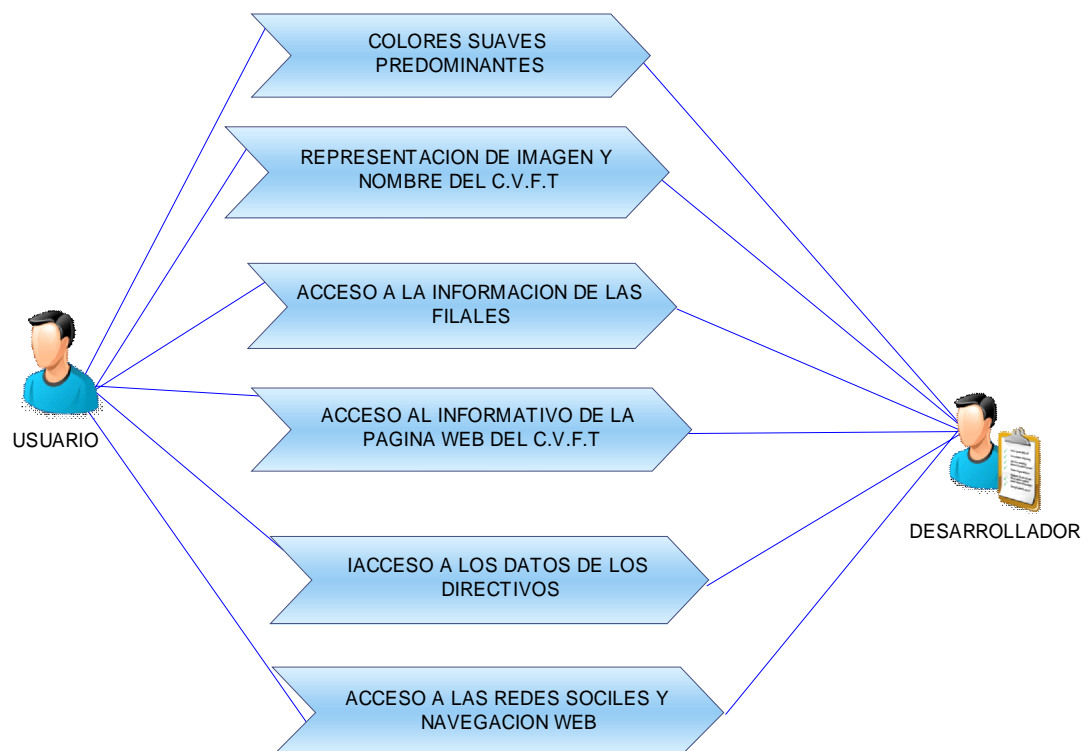 COLORES SUAVES
PREDOMINANTES
REPRESENTACION DE IMAGEN Y
NOMBRE DEL C.V.F.T
ACCESO A LA INFORMACION DE LAS
FILALES
ACCESO AL INFORMATIVO DE LA
PAGINA WEB DEL C.V.F.T
USUARIO
DESARROLLADOR
IACCESO A LOS DATOS DE LOS
DIRECTIVOS
ACCESO A LAS REDES SOCILES Y
NAVEGACION WEB